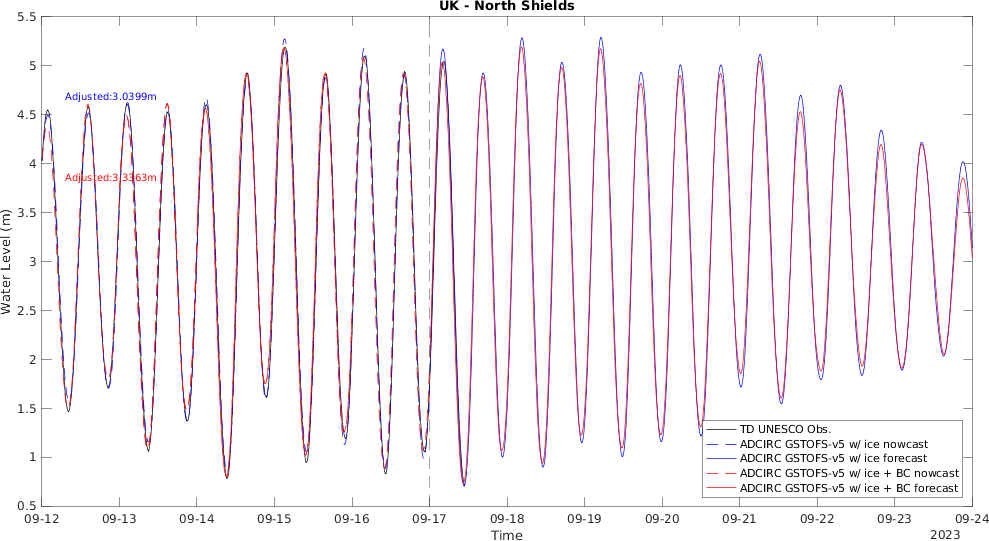 UK - North Shields
5.5
5
4.5
4
3.5
3
2.5
2
1.5
1
0.5
Water Level (m)
Adjusted:3.0399m
Adjusted:3.3363m
TD UNESCO Obs.
ADCIRC GSTOFS-v5 w/ ice nowcast
ADCIRC GSTOFS-v5 w/ ice forecast
ADCIRC GSTOFS-v5 w/ ice + BC nowcast
ADCIRC GSTOFS-v5 w/ ice + BC forecast
09-12 09-13 09-14 09-15 09-16 09-17 09-18 09-19 09-20 09-21 09-22 09-23 09-24
Time
2023